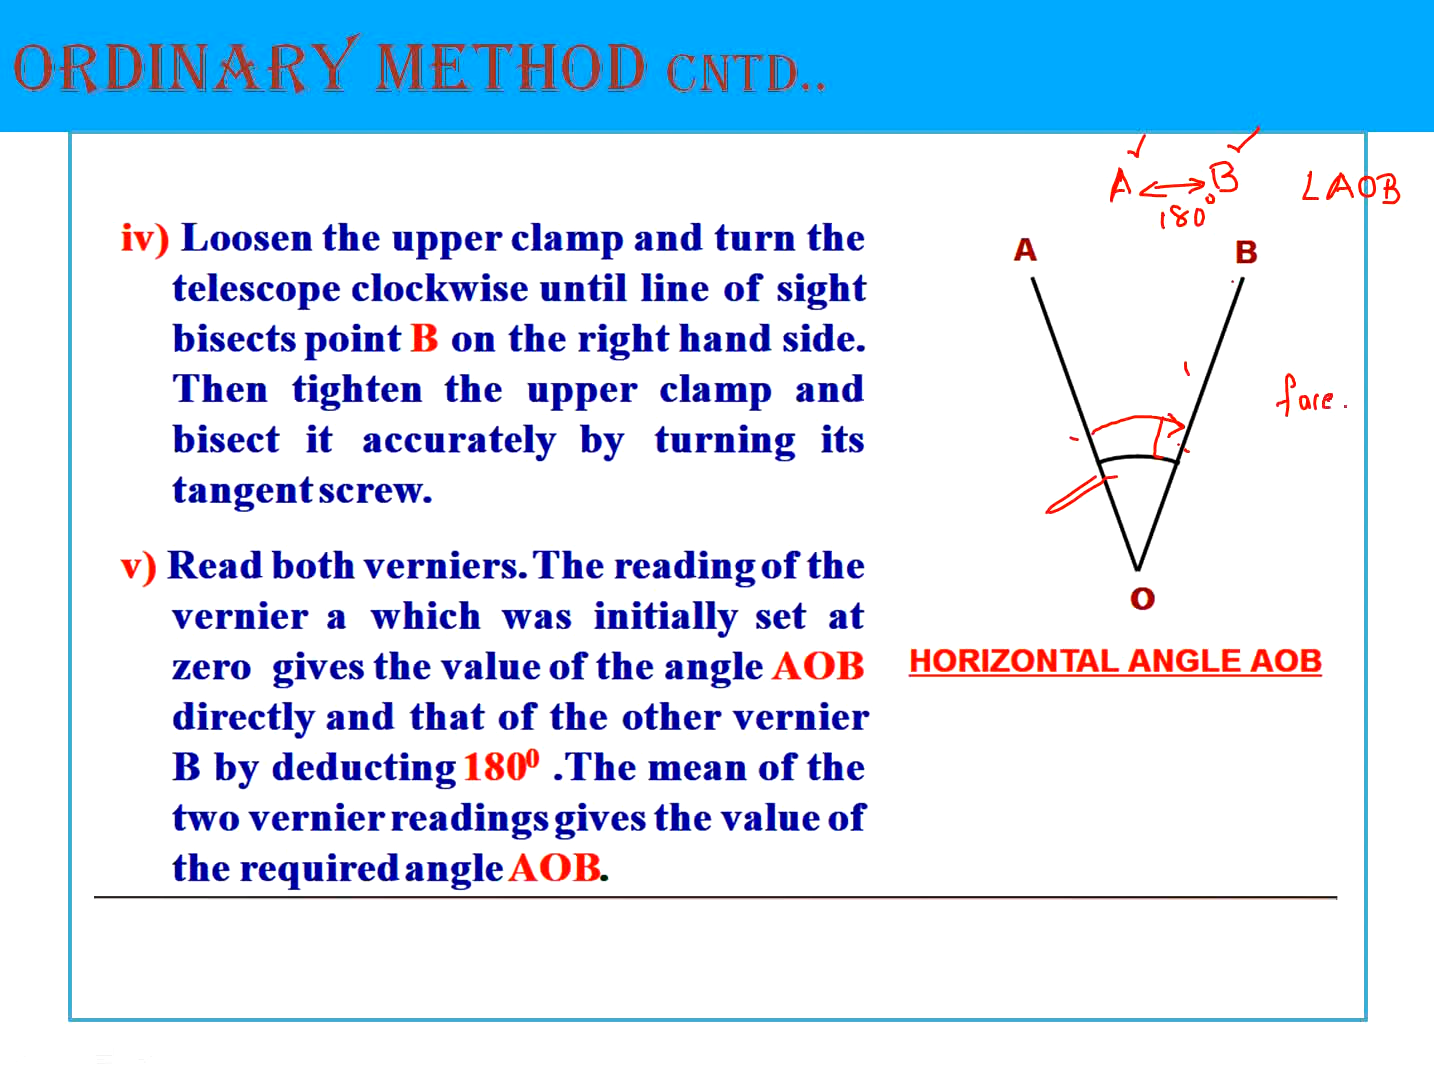 ORDINARY METHOD CNTD..
A ↔ B ∠AOB
180°
iv) Loosen the upper clamp and turn the
telescope clockwise until line of sight
bisects point B on the right hand side.
Then tighten the upper clamp and
bisect it accurately by turning its
tangent screw.
v) Read both verniers. The reading of the
vernier a which was initially set at
zero gives the value of the angle AOB
directly and that of the other vernier
B by deducting 180⁰ .The mean of the
two vernier readings gives the value of
the required angle AOB.
A B
face.
O
HORIZONTAL ANGLE AOB